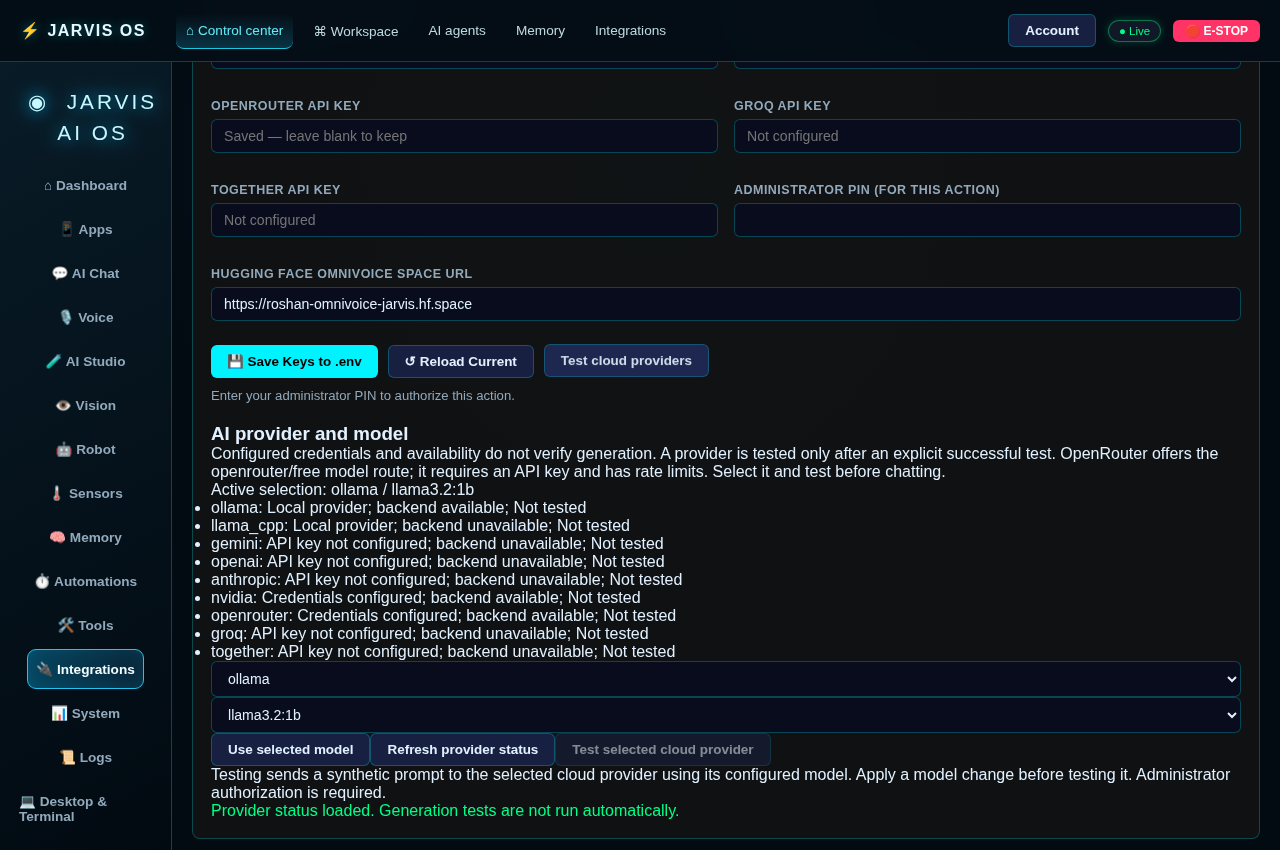 ⚡ JARVIS OS
⌂ Control center
⌘ Workspace
AI agents
Memory
Integrations
Account
● Live
🛑 E-STOP
◉ JARVIS
AI OS
⌂ Dashboard
📱 Apps
💬 AI Chat
🎙️ Voice
🧪 AI Studio
👁️ Vision
🤖 Robot
🌡️ Sensors
🧠 Memory
⏱️ Automations
🛠️ Tools
🔌 Integrations
📊 System
📜 Logs
💻 Desktop &
Terminal
OPENROUTER API KEY
GROQ API KEY
Saved — leave blank to keep
Not configured
TOGETHER API KEY
ADMINISTRATOR PIN (FOR THIS ACTION)
Not configured
HUGGING FACE OMNIVOICE SPACE URL
https://roshan-omnivoice-jarvis.hf.space
💾 Save Keys to .env
↺ Reload Current
Test cloud providers
Enter your administrator PIN to authorize this action.
AI provider and model
Configured credentials and availability do not verify generation. A provider is tested only after an explicit successful test. OpenRouter offers the
openrouter/free model route; it requires an API key and has rate limits. Select it and test before chatting.
Active selection: ollama / llama3.2:1b
• ollama: Local provider; backend available; Not tested
• llama_cpp: Local provider; backend unavailable; Not tested
• gemini: API key not configured; backend unavailable; Not tested
• openai: API key not configured; backend unavailable; Not tested
• anthropic: API key not configured; backend unavailable; Not tested
• nvidia: Credentials configured; backend available; Not tested
• openrouter: Credentials configured; backend available; Not tested
• groq: API key not configured; backend unavailable; Not tested
• together: API key not configured; backend unavailable; Not tested
ollama
llama3.2:1b
Use selected model
Refresh provider status
Test selected cloud provider
Testing sends a synthetic prompt to the selected cloud provider using its configured model. Apply a model change before testing it. Administrator
authorization is required.
Provider status loaded. Generation tests are not run automatically.